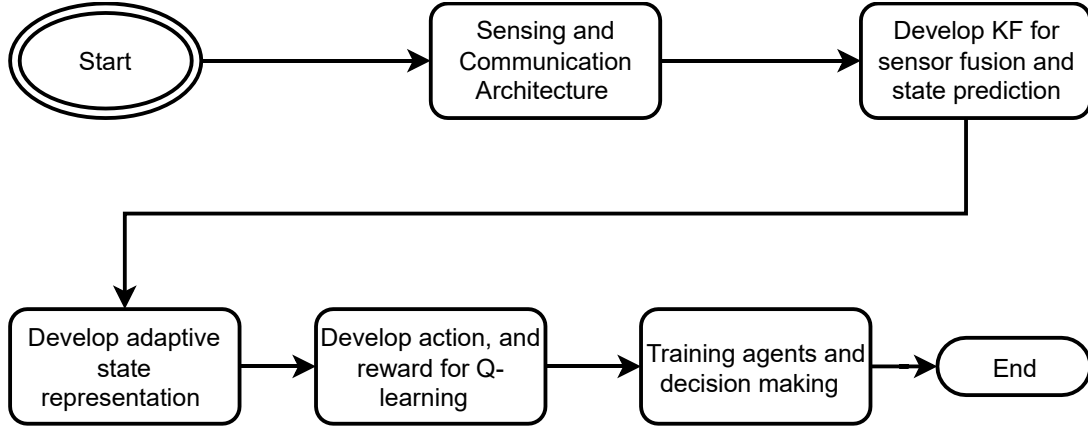 Start
Sensing and
Communication
Architecture
Develop KF for
sensor fusion and
state prediction
Develop adaptive
state
representation
Develop action, and
reward for Q-
learning
Training agents and
decision making
End